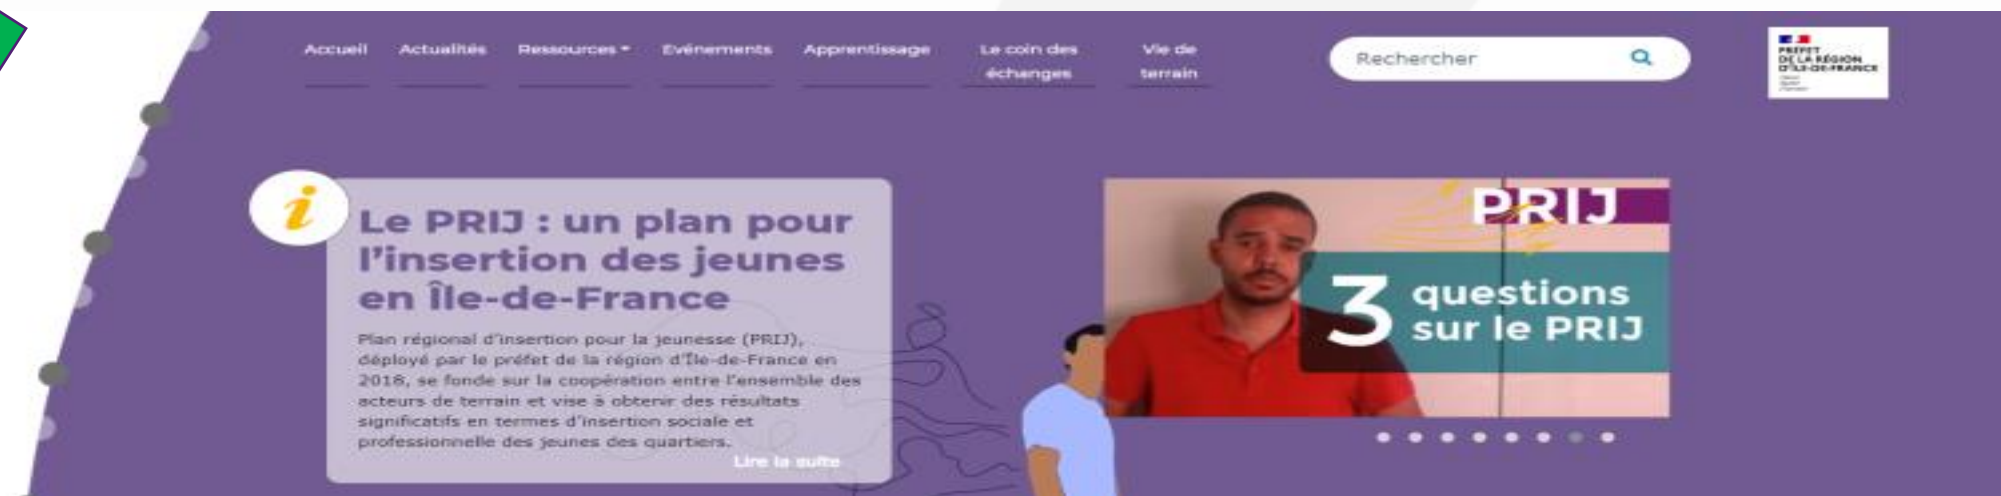 Accueil
Actualités
Ressources
Evénements
Apprentissage
Le coin des
échanges
Vie de
terrain
Rechercher
PRÉFET
DE LA RÉGION
D'ÎLE-DE-FRANCE
i
Le PRIJ : un plan pour
l'insertion des jeunes
en Île-de-France
Plan régional d'insertion pour la jeunesse (PRIJ),
déployé par le préfet de la région d'Île-de-France en
2018, se fonde sur la coopération entre l'ensemble des
acteurs de terrain et vise à obtenir des résultats
significatifs en termes d'insertion sociale et
professionnelle des jeunes des quartiers.
Lire la suite
PRIJ
3 questions
sur le PRIJ